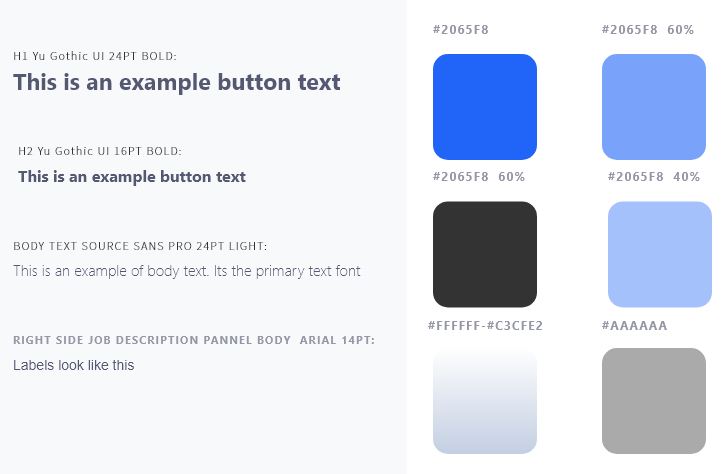 H1 Yu Gothic UI 24PT BOLD:
This is an example button text
H2 Yu Gothic UI 16PT BOLD:
This is an example button text
BODY TEXT SOURCE SANS PRO 24PT LIGHT:
This is an example of body text. Its the primary text font
RIGHT SIDE JOB DESCRIPTION PANNEL BODY  ARIAL 14PT:
Labels look like this
#2065F8
#2065F8  60%
#2065F8  60%
#2065F8  40%
#FFFFFF-#C3CFE2
#AAAAAA